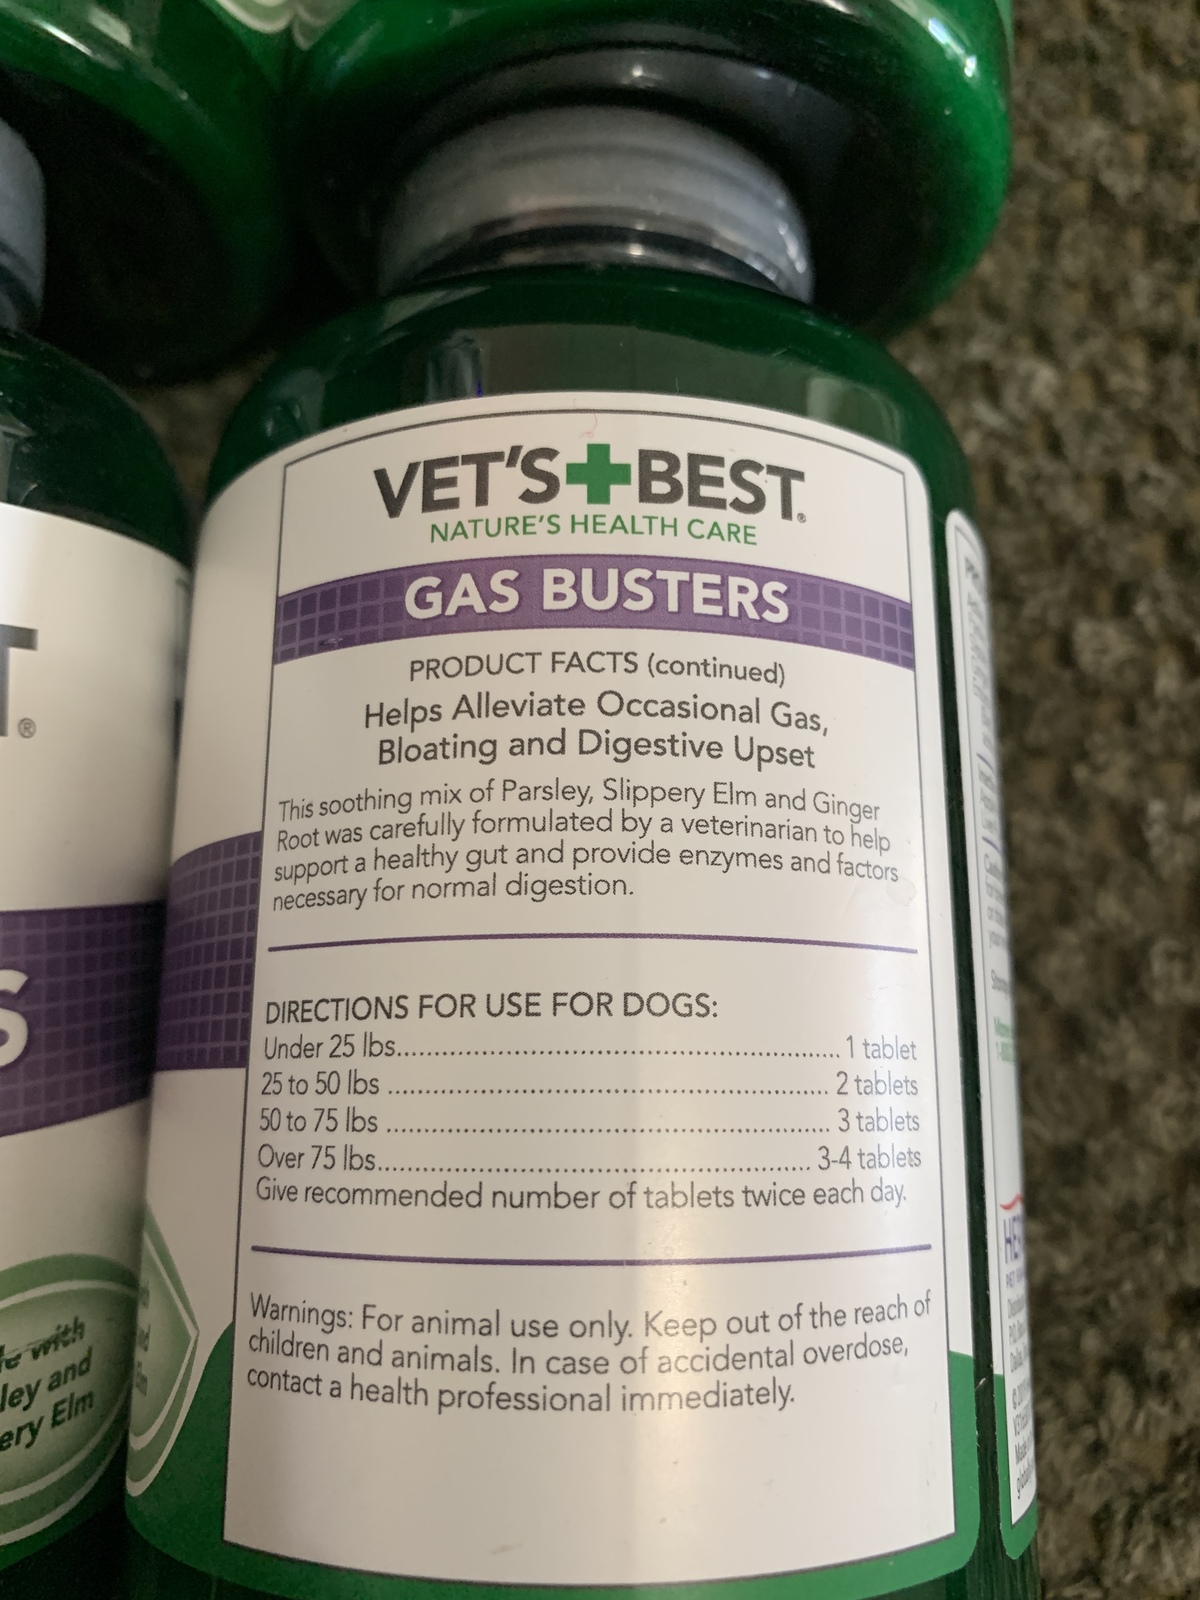 VET'S BEST®
NATURE'S HEALTH CARE
GAS BUSTERS
PRODUCT FACTS (continued)
Helps Alleviate Occasional Gas,
Bloating and Digestive Upset
This soothing mix of Parsley, Slippery Elm and Ginger
Root was carefully formulated by a veterinarian to help
support a healthy gut and provide enzymes and factors
necessary for normal digestion.
DIRECTIONS FOR USE FOR DOGS:
Under 25 lbs.......................................................................... 1 tablet
25 to 50 lbs .......................................................................... 2 tablets
50 to 75 lbs .......................................................................... 3 tablets
Over 75 lbs........................................................................ 3-4 tablets
Give recommended number of tablets twice each day.
Warnings: For animal use only. Keep out of the reach of
children and animals. In case of accidental overdose,
contact a health professional immediately.
T®
S
with
ley and
ery Elm